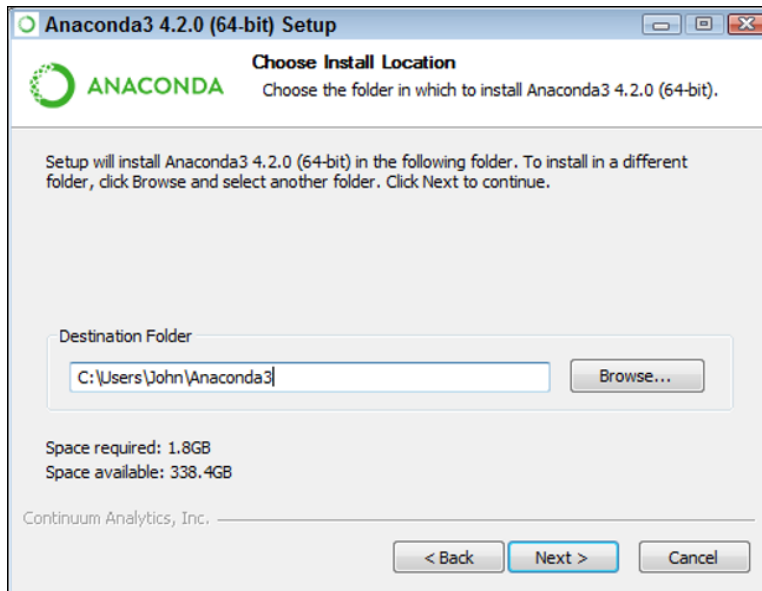 Anaconda3 4.2.0 (64-bit) Setup
ANACONDA
Choose Install Location
Choose the folder in which to install Anaconda3 4.2.0 (64-bit).
Setup will install Anaconda3 4.2.0 (64-bit) in the following folder. To install in a different
folder, click Browse and select another folder. Click Next to continue.
Destination Folder
C:\Users\John\Anaconda3
Browse...
Space required: 1.8GB
Space available: 338.4GB
Continuum Analytics, Inc.
< Back
Next >
Cancel